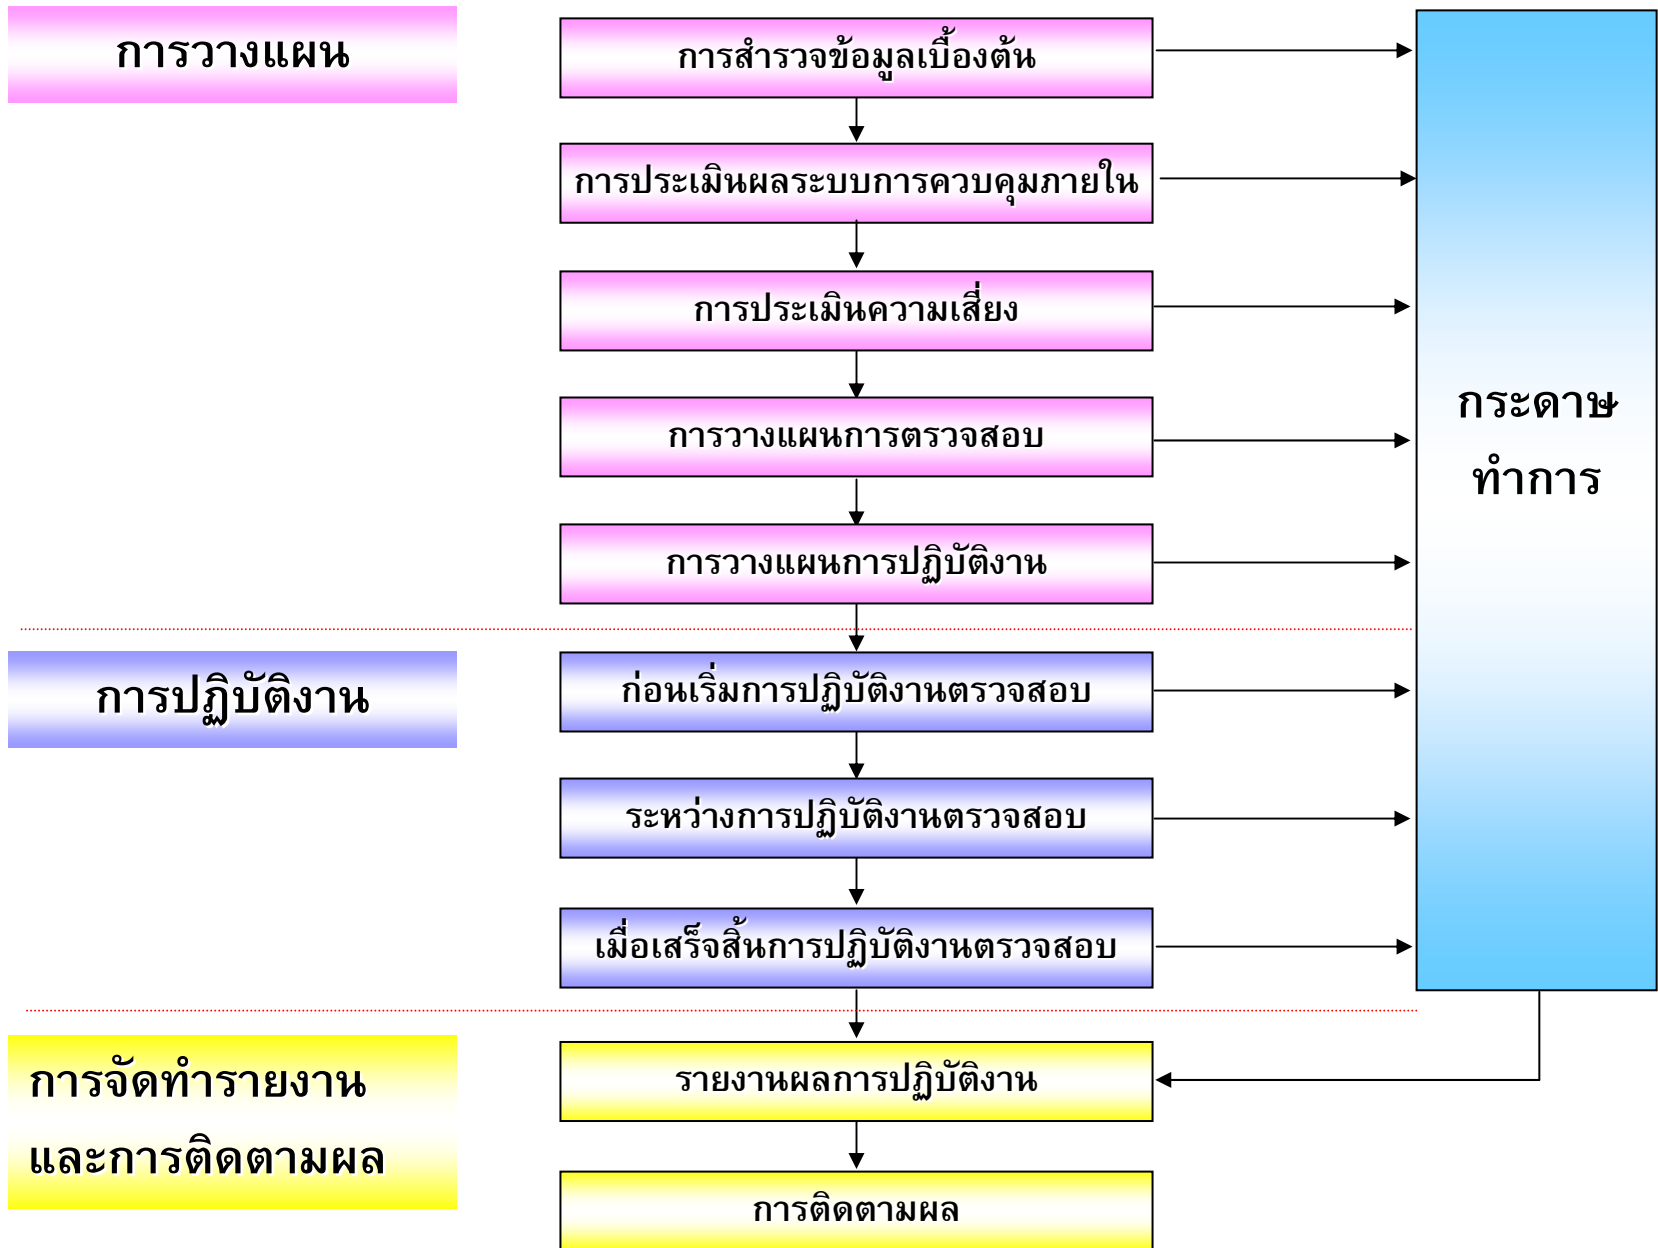 การวางแผน
การสำรวจข้อมูลเบื้องต้น
การประเมินผลระบบการควบคุมภายใน
การประเมินความเสี่ยง
การวางแผนการตรวจสอบ
การวางแผนการปฏิบัติงาน
กระดาษ
ทำการ
การปฏิบัติงาน
ก่อนเริ่มการปฏิบัติงานตรวจสอบ
ระหว่างการปฏิบัติงานตรวจสอบ
เมื่อเสร็จสิ้นการปฏิบัติงานตรวจสอบ
การจัดทำรายงาน
และการติดตามผล
รายงานผลการปฏิบัติงาน
การติดตามผล